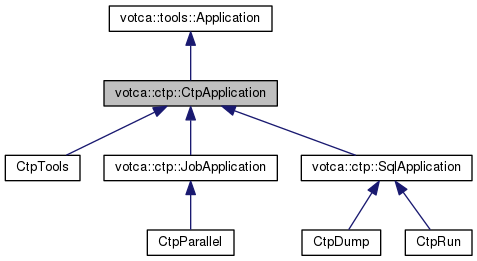 votca::tools::Application
votca::ctp::CtpApplication
CtpTools
votca::ctp::JobApplication
votca::ctp::SqlApplication
CtpParallel
CtpDump
CtpRun